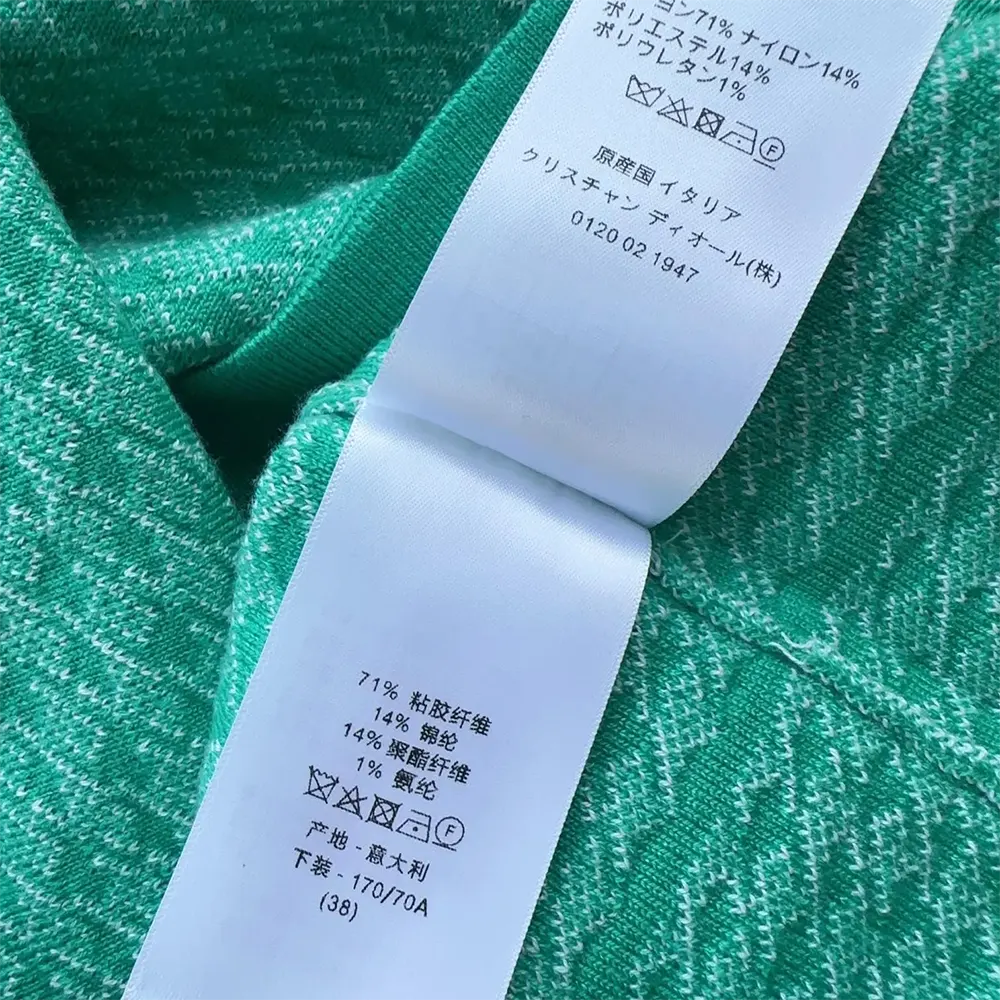 ヨン71% ナイロン14%
ポリエステル14%
ポリウレタン1%
F
原産国 イタリア
クリスチャン ディオール(株)
0120 02 1947
71% 粘胶纤维
14% 锦纶
14% 聚酯纤维
1% 氨纶
F
产地 - 意大利
下装 - 170/70A
(38)